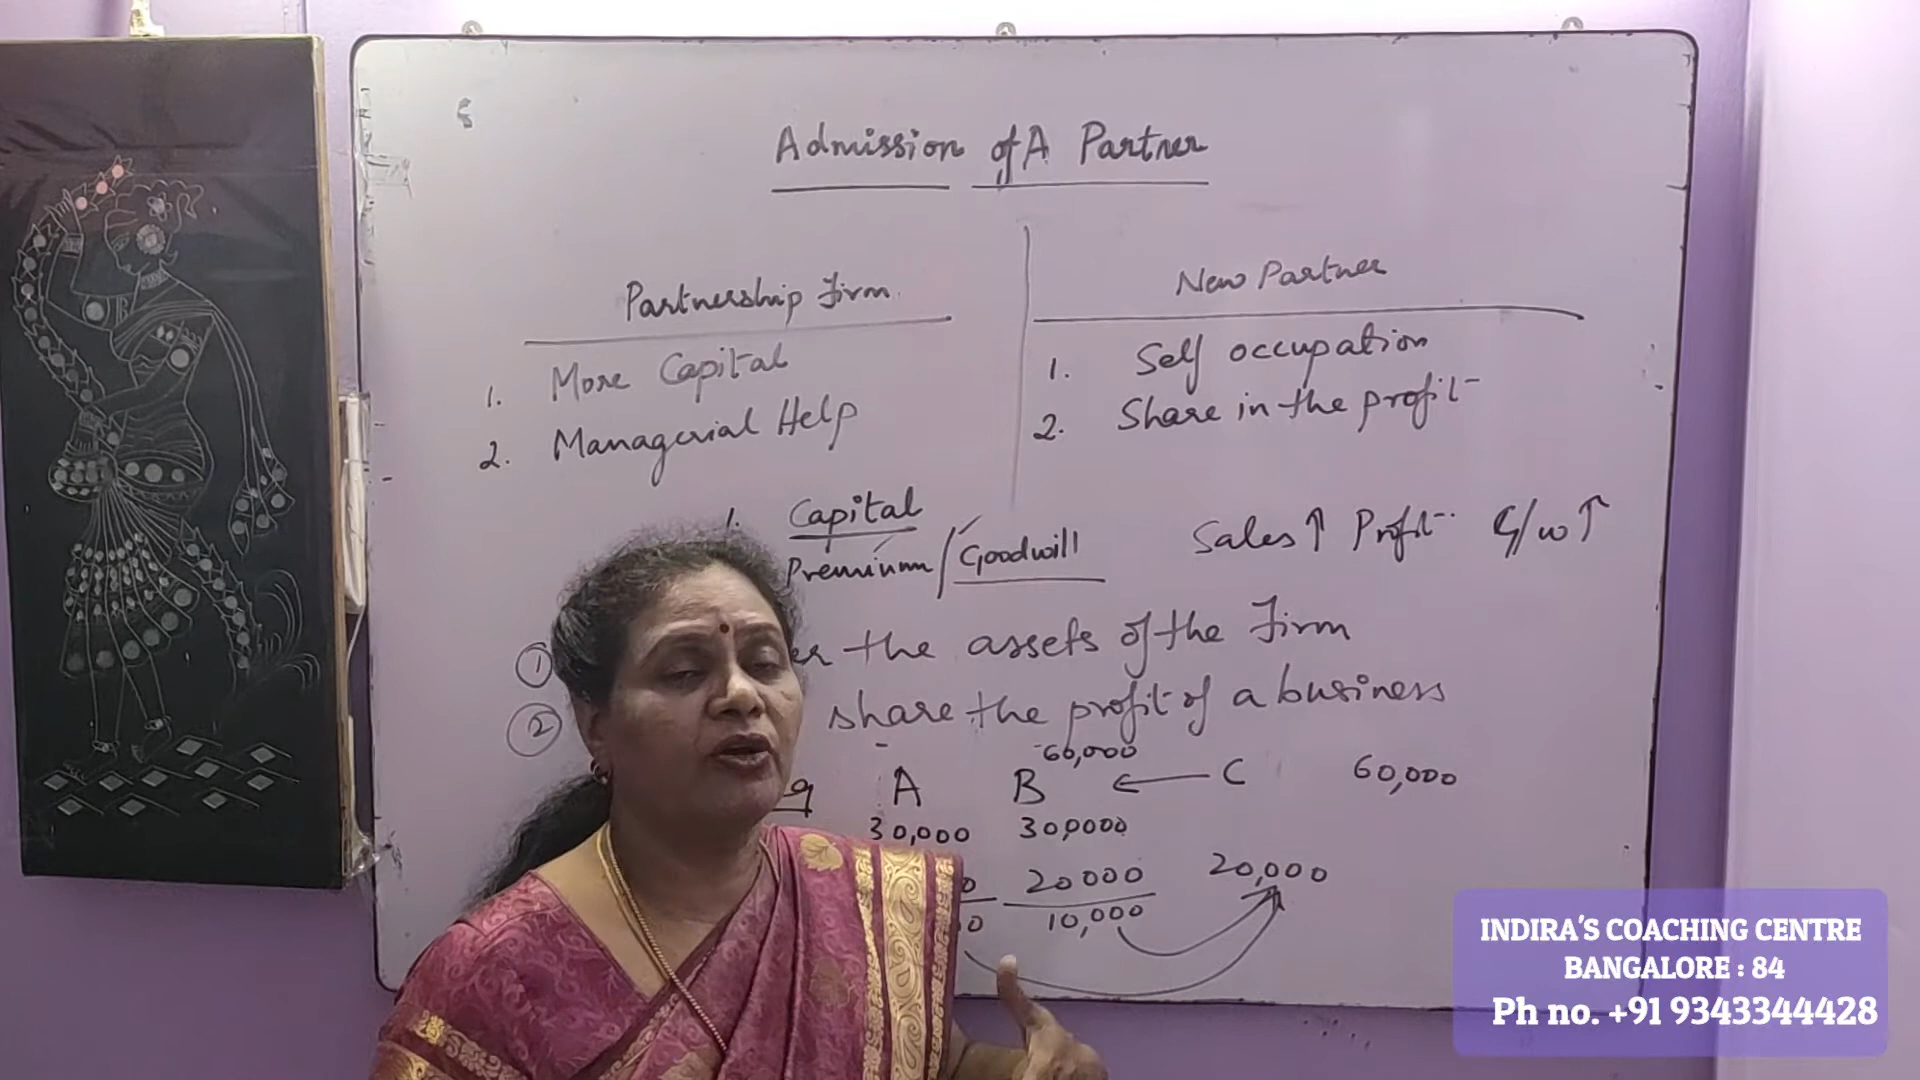 Admission of A Partner
Partnership Firm
1. More Capital
2. Managerial Help
New Partner
1. Self occupation
2. Share in the profit
1. Capital
Premium / Goodwill
Sales ↑ Profit G/w ↑
1 the assets of the Firm
2 share the profit of a business
60,000
A B ← C 60,000
30,000 300000
20000 20,000
10,000
INDIRA'S COACHING CENTRE
BANGALORE : 84
Ph no. +91 9343344428